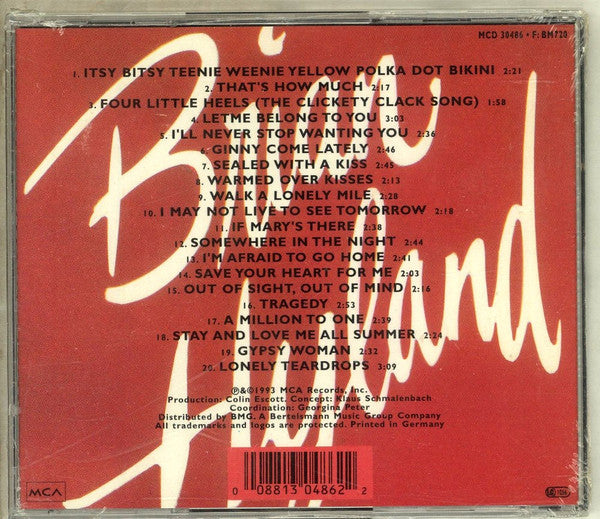 MCD 30486 • F: BM720
Brian
Hyland
1. ITSY BITSY TEENIE WEENIE YELLOW POLKA DOT BIKINI 2:21
2. THAT'S HOW MUCH 2:17
3. FOUR LITTLE HEELS (THE CLICKETY CLACK SONG) 1:58
4. LETME BELONG TO YOU 3:03
5. I'LL NEVER STOP WANTING YOU 2:36
6. GINNY COME LATELY 2:46
7. SEALED WITH A KISS 2:45
8. WARMED OVER KISSES 2:13
9. WALK A LONELY MILE 2:28
10. I MAY NOT LIVE TO SEE TOMORROW 2:18
11. IF MARY'S THERE 2:38
12. SOMEWHERE IN THE NIGHT 2:44
13. I'M AFRAID TO GO HOME 2:41
14. SAVE YOUR HEART FOR ME 2:03
15. OUT OF SIGHT, OUT OF MIND 2:16
16. TRAGEDY 2:53
17. A MILLION TO ONE 2:39
18. STAY AND LOVE ME ALL SUMMER 2:24
19. GYPSY WOMAN 2:32
20. LONELY TEARDROPS 3:09
℗&©1993 MCA Records, Inc.
Production: Colin Escott. Concept: Klaus Schmalenbach
Coordination: Georgina Peter
Distributed by BMG. A Bertelsmann Music Group Company
All trademarks and logos are protected. Printed in Germany
MCA
0 08813 04862 2